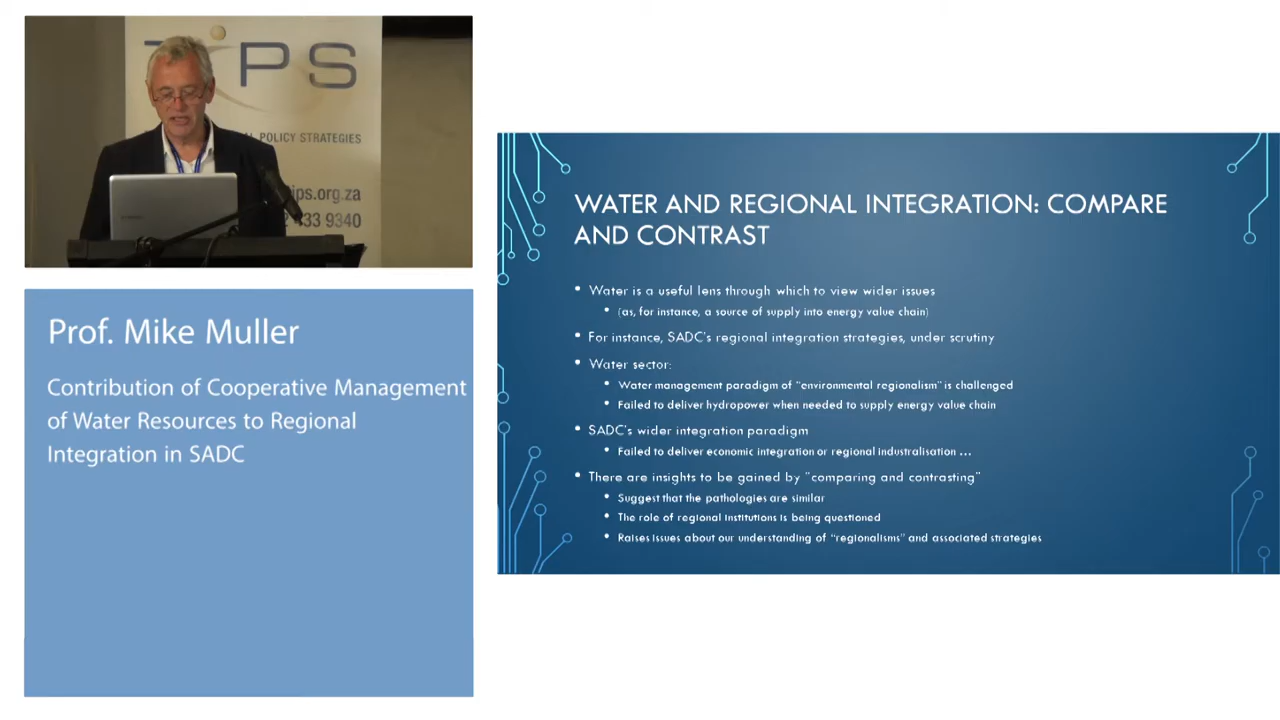 PS
POLICY STRATEGIES
ips.org.za
433 9340
Prof. Mike Muller
Contribution of Cooperative Management
of Water Resources to Regional
Integration in SADC
WATER AND REGIONAL INTEGRATION: COMPARE
AND CONTRAST
• Water is a useful lens through which to view wider issues
• (as, for instance, a source of supply into energy value chain)
• For instance, SADC's regional integration strategies, under scrutiny
• Water sector:
• Water management paradigm of "environmental regionalism" is challenged
• Failed to deliver hydropower when needed to supply energy value chain
• SADC's wider integration paradigm
• Failed to deliver economic integration or regional industralisation ...
• There are insights to be gained by "comparing and contrasting"
• Suggest that the pathologies are similar
• The role of regional institutions is being questioned
• Raises issues about our understanding of "regionalisms" and associated strategies